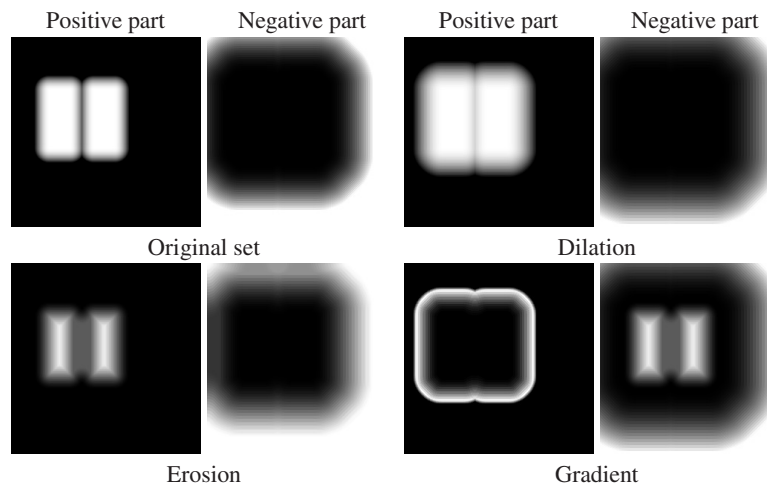 Positive part Negative part Positive part Negative part
Original set Dilation
Erosion Gradient